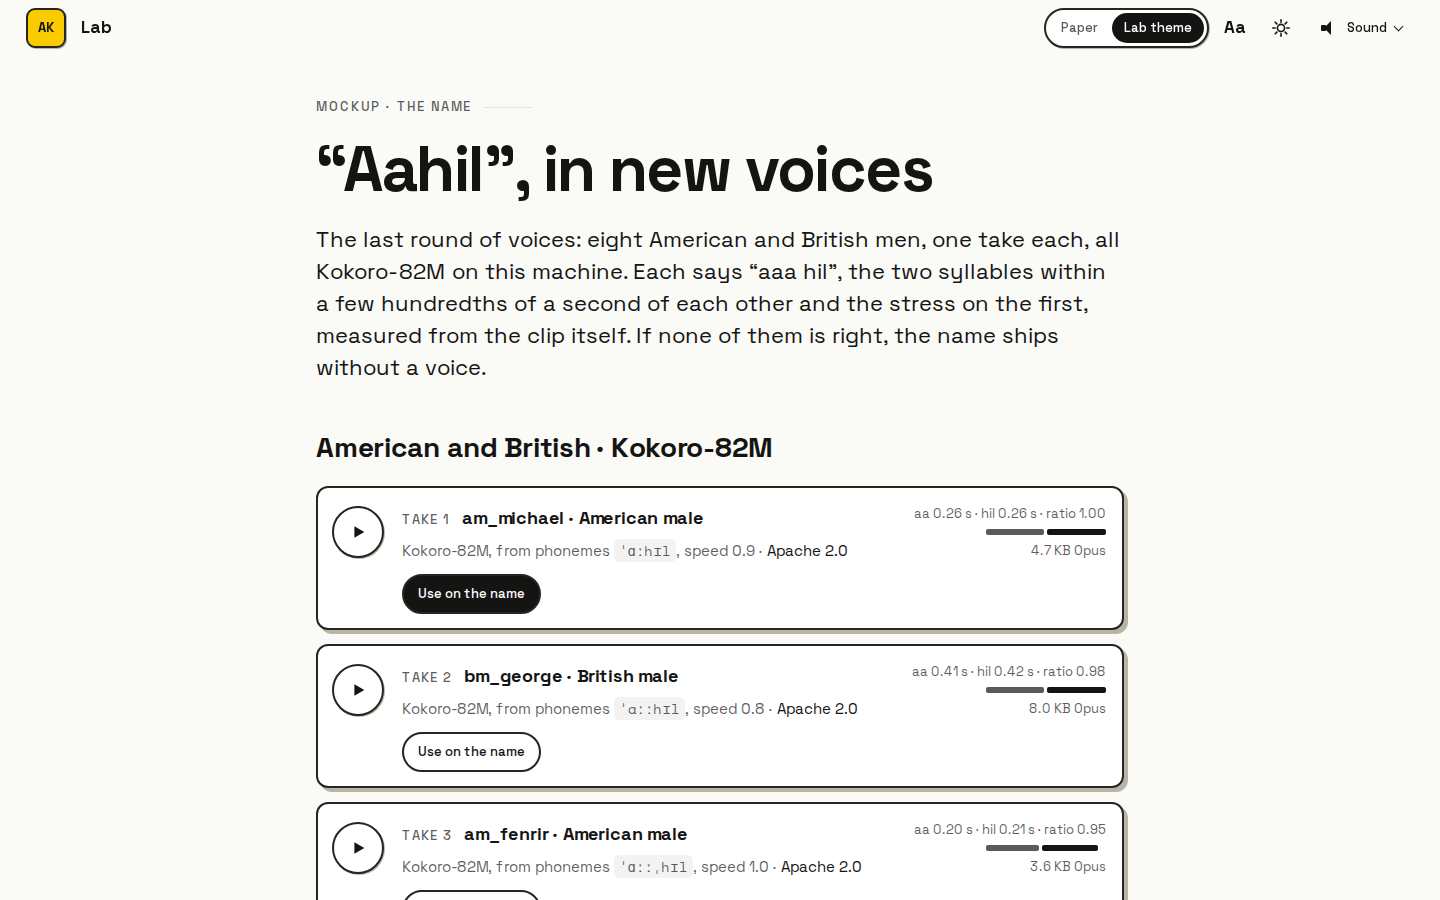 AK
Lab
Paper
Lab theme
Aa
Sound
MOCKUP · THE NAME
“Aahil”, in new voices
The last round of voices: eight American and British men, one take each, all
Kokoro-82M on this machine. Each says “aaa hil”, the two syllables within
a few hundredths of a second of each other and the stress on the first,
measured from the clip itself. If none of them is right, the name ships
without a voice.
American and British · Kokoro-82M
TAKE 1 am_michael · American male
aa 0.26 s · hil 0.26 s · ratio 1.00
Kokoro-82M, from phonemes ˈɑːhɪl, speed 0.9 · Apache 2.0
4.7 KB Opus
Use on the name
TAKE 2 bm_george · British male
aa 0.41 s · hil 0.42 s · ratio 0.98
Kokoro-82M, from phonemes ˈɑːːhɪl, speed 0.8 · Apache 2.0
8.0 KB Opus
Use on the name
TAKE 3 am_fenrir · American male
aa 0.20 s · hil 0.21 s · ratio 0.95
Kokoro-82M, from phonemes ˈɑːːˌhɪl, speed 1.0 · Apache 2.0
3.6 KB Opus